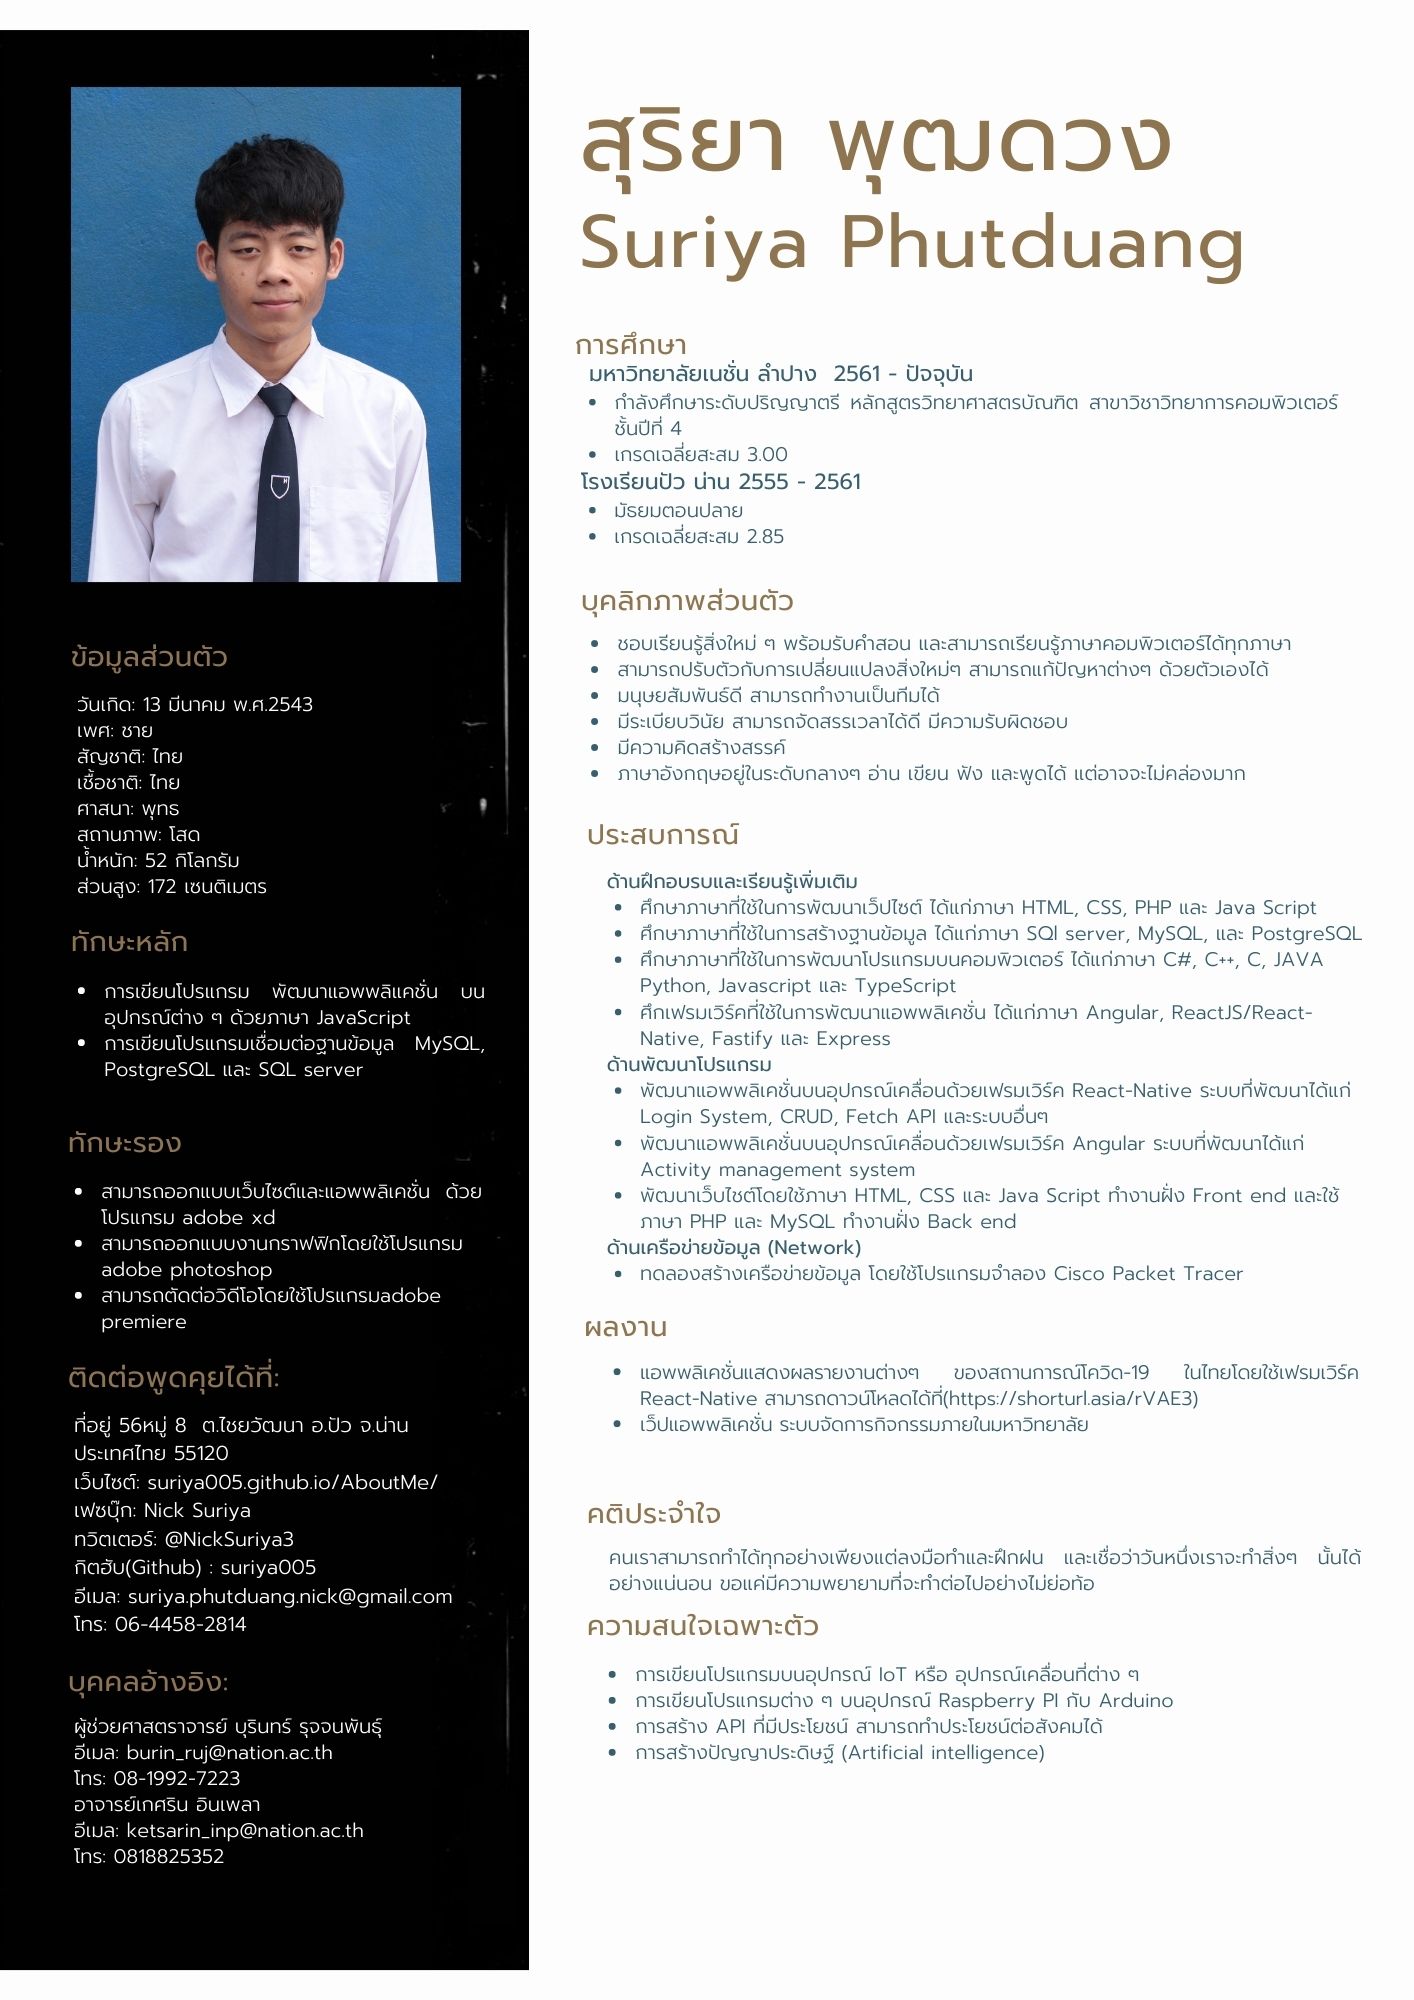 สุริยา พุฒดวง
Suriya Phutduang
ข้อมูลส่วนตัว
วันเกิด: 13 มีนาคม พ.ศ.2543
เพศ: ชาย
สัญชาติ: ไทย
เชื้อชาติ: ไทย
ศาสนา: พุทธ
สถานภาพ: โสด
น้ำหนัก: 52 กิโลกรัม
ส่วนสูง: 172 เซนติเมตร
ทักษะหลัก
• การเขียนโปรแกรม พัฒนาแอพพลิแคชั่น บน
อุปกรณ์ต่าง ๆ ด้วยภาษา JavaScript
• การเขียนโปรแกรมเชื่อมต่อฐานข้อมูล MySQL,
PostgreSQL และ SQL server
ทักษะรอง
• สามารถออกแบบเว็บไซต์และแอพพลิเคชั่น ด้วย
โปรแกรม adobe xd
• สามารถออกแบบงานกราฟฟิกโดยใช้โปรแกรม
adobe photoshop
• สามารถตัดต่อวิดีโอโดยใช้โปรแกรมadobe
premiere
ติดต่อพูดคุยได้ที่:
ที่อยู่ 56หมู่ 8 ต.ไชยวัฒนา อ.ปัว จ.น่าน
ประเทศไทย 55120
เว็บไซต์: suriya005.github.io/AboutMe/
เฟซบุ๊ก: Nick Suriya
ทวิตเตอร์: @NickSuriya3
กิตฮับ(Github) : suriya005
อีเมล: suriya.phutduang.nick@gmail.com
โทร: 06-4458-2814
บุคคลอ้างอิง:
ผู้ช่วยศาสตราจารย์ บุรินทร์ รุจจนพันธุ์
อีเมล: burin_ruj@nation.ac.th
โทร: 08-1992-7223
อาจารย์เกศริน อินเพลา
อีเมล: ketsarin_inp@nation.ac.th
โทร: 0818825352
การศึกษา
มหาวิทยาลัยเนชั่น ลำปาง 2561 - ปัจจุบัน
• กำลังศึกษาระดับปริญญาตรี หลักสูตรวิทยาศาสตรบัณฑิต สาขาวิชาวิทยาการคอมพิวเตอร์
ชั้นปีที่ 4
• เกรดเฉลี่ยสะสม 3.00
โรงเรียนปัว น่าน 2555 - 2561
• มัธยมตอนปลาย
• เกรดเฉลี่ยสะสม 2.85
บุคลิกภาพส่วนตัว
• ชอบเรียนรู้สิ่งใหม่ ๆ พร้อมรับคำสอน และสามารถเรียนรู้ภาษาคอมพิวเตอร์ได้ทุกภาษา
• สามารถปรับตัวกับการเปลี่ยนแปลงสิ่งใหม่ๆ สามารถแก้ปัญหาต่างๆ ด้วยตัวเองได้
• มนุษยสัมพันธ์ดี สามารถทำงานเป็นทีมได้
• มีระเบียบวินัย สามารถจัดสรรเวลาได้ดี มีความรับผิดชอบ
• มีความคิดสร้างสรรค์
• ภาษาอังกฤษอยู่ในระดับกลางๆ อ่าน เขียน ฟัง และพูดได้ แต่อาจจะไม่คล่องมาก
ประสบการณ์
ด้านฝึกอบรบและเรียนรู้เพิ่มเติม
• ศึกษาภาษาที่ใช้ในการพัฒนาเว็ปไซต์ ได้แก่ภาษา HTML, CSS, PHP และ Java Script
• ศึกษาภาษาที่ใช้ในการสร้างฐานข้อมูล ได้แก่ภาษา SQl server, MySQL, และ PostgreSQL
• ศึกษาภาษาที่ใช้ในการพัฒนาโปรแกรมบนคอมพิวเตอร์ ได้แก่ภาษา C#, C++, C, JAVA
Python, Javascript และ TypeScript
• ศึกเฟรมเวิร์คที่ใช้ในการพัฒนาแอพพลิเคชั่น ได้แก่ภาษา Angular, ReactJS/React-
Native, Fastify และ Express
ด้านพัฒนาโปรแกรม
• พัฒนาแอพพลิเคชั่นบนอุปกรณ์เคลื่อนด้วยเฟรมเวิร์ค React-Native ระบบที่พัฒนาได้แก่
Login System, CRUD, Fetch API และระบบอื่นๆ
• พัฒนาแอพพลิเคชั่นบนอุปกรณ์เคลื่อนด้วยเฟรมเวิร์ค Angular ระบบที่พัฒนาได้แก่
Activity management system
• พัฒนาเว็บไซต์โดยใช้ภาษา HTML, CSS และ Java Script ทำงานฝั่ง Front end และใช้
ภาษา PHP และ MySQL ทำงานฝั่ง Back end
ด้านเครือข่ายข้อมูล (Network)
• ทดลองสร้างเครือข่ายข้อมูล โดยใช้โปรแกรมจำลอง Cisco Packet Tracer
ผลงาน
• แอพพลิเคชั่นแสดงผลรายงานต่างๆ ของสถานการณ์โควิด-19 ในไทยโดยใช้เฟรมเวิร์ค
React-Native สามารถดาวน์โหลดได้ที่(https://shorturl.asia/rVAE3)
• เว็ปแอพพลิเคชั่น ระบบจัดการกิจกรรมภายในมหาวิทยาลัย
คติประจำใจ
คนเราสามารถทำได้ทุกอย่างเพียงแต่ลงมือทำและฝึกฝน และเชื่อว่าวันหนึ่งเราจะทำสิ่งๆ นั้นได้
อย่างแน่นอน ขอแค่มีความพยายามที่จะทำต่อไปอย่างไม่ย่อท้อ
ความสนใจเฉพาะตัว
• การเขียนโปรแกรมบนอุปกรณ์ IoT หรือ อุปกรณ์เคลื่อนที่ต่าง ๆ
• การเขียนโปรแกรมต่าง ๆ บนอุปกรณ์ Raspberry PI กับ Arduino
• การสร้าง API ที่มีประโยชน์ สามารถทำประโยชน์ต่อสังคมได้
• การสร้างปัญญาประดิษฐ์ (Artificial intelligence)